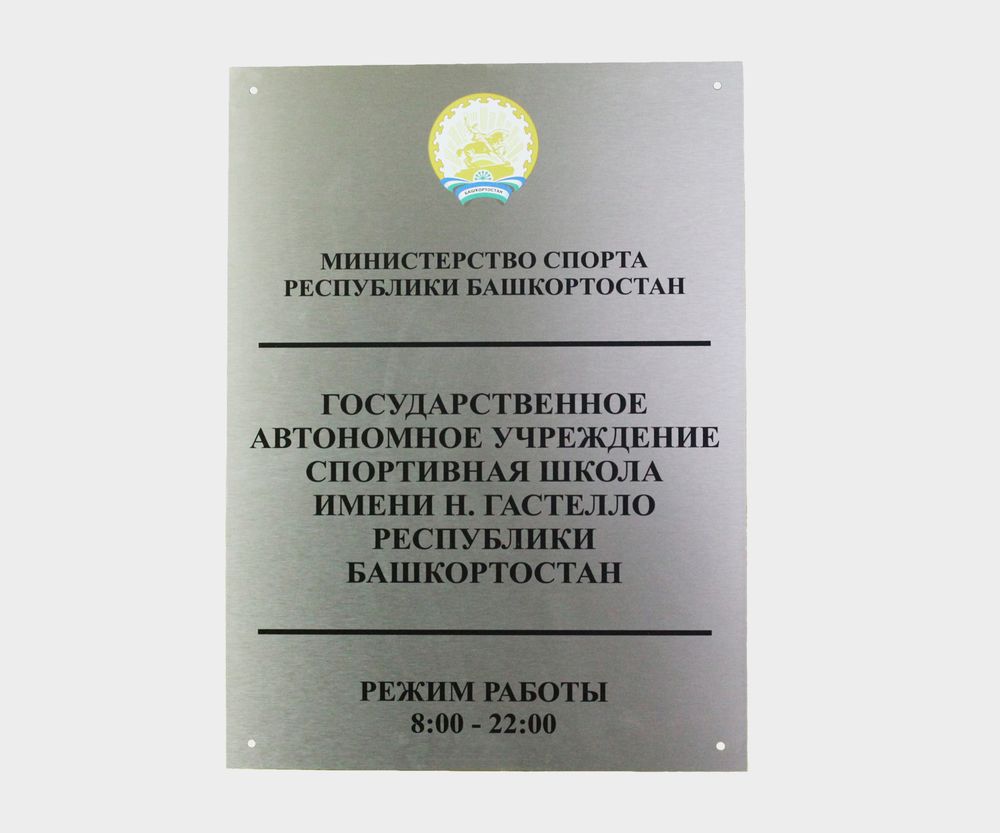 БАШКОРТОСТАН
МИНИСТЕРСТВО СПОРТА
РЕСПУБЛИКИ БАШКОРТОСТАН
ГОСУДАРСТВЕННОЕ
АВТОНОМНОЕ УЧРЕЖДЕНИЕ
СПОРТИВНАЯ ШКОЛА
ИМЕНИ Н. ГАСТЕЛЛО
РЕСПУБЛИКИ
БАШКОРТОСТАН
РЕЖИМ РАБОТЫ
8:00 - 22:00